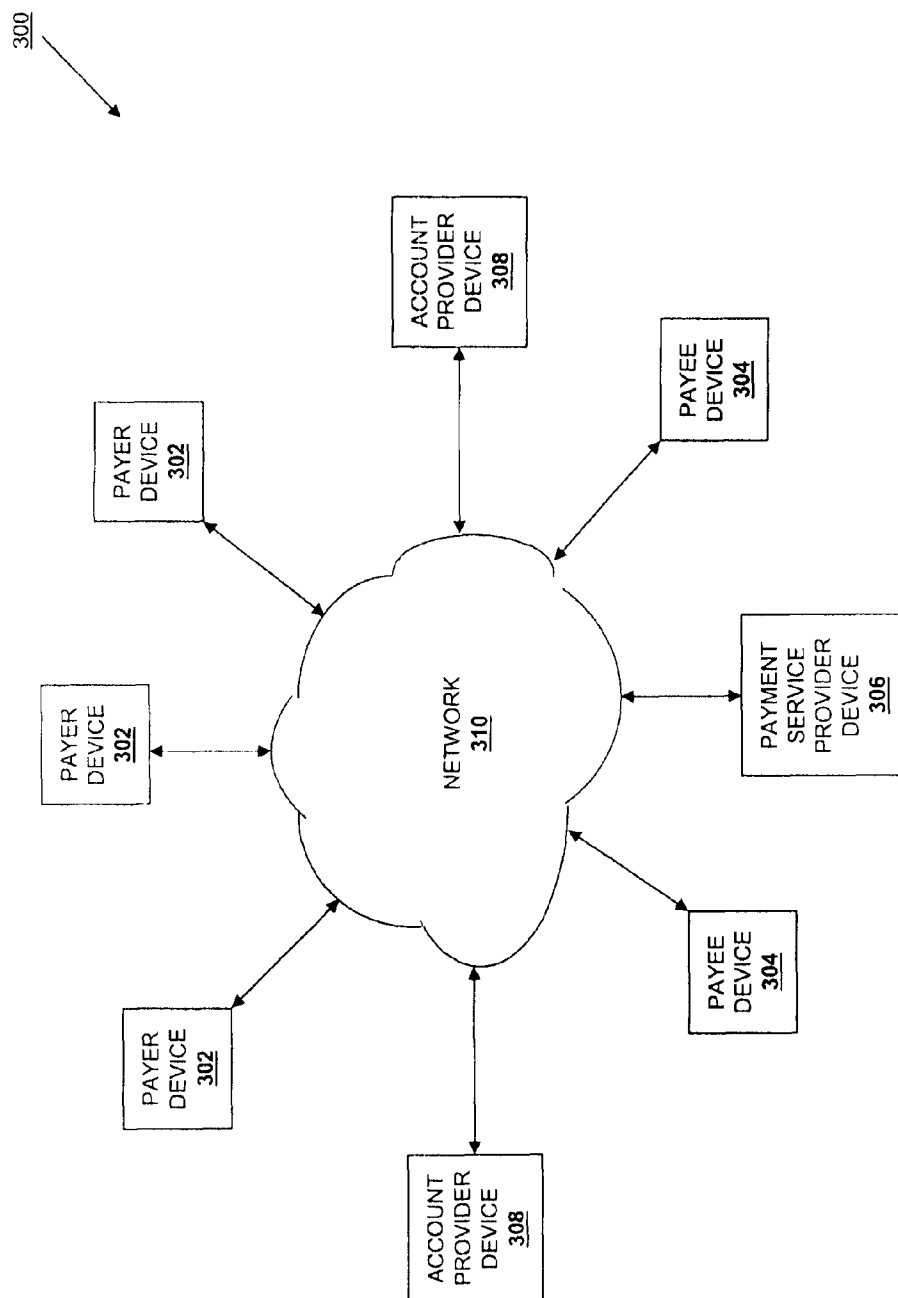 300
PAYER
DEVICE
302
PAYER
DEVICE
302
PAYER
DEVICE
302
ACCOUNT
PROVIDER
DEVICE
308
NETWORK
310
ACCOUNT
PROVIDER
DEVICE
308
PAYEE
DEVICE
304
PAYMENT
SERVICE
PROVIDER
DEVICE
306
PAYEE
DEVICE
304